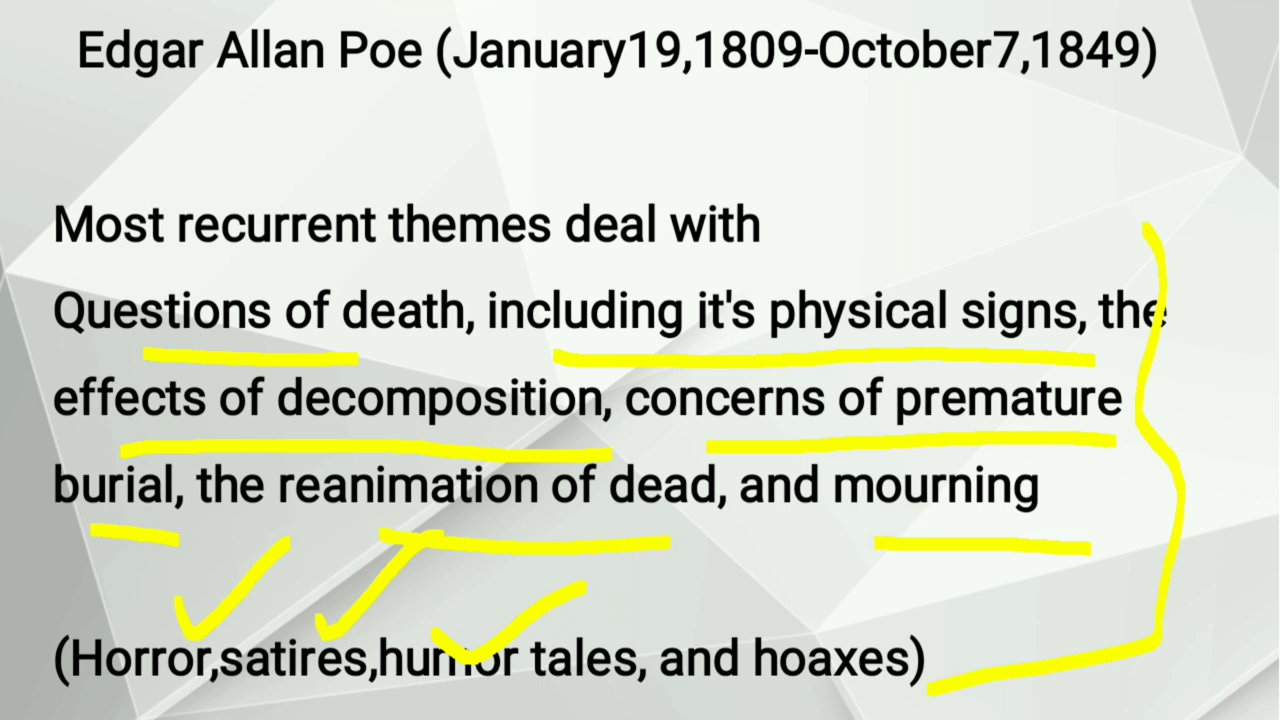 Edgar Allan Poe (January19,1809-October7,1849)
Most recurrent themes deal with
Questions of death, including it's physical signs, the
effects of decomposition, concerns of premature
burial, the reanimation of dead, and mourning
(Horror,satires,humor tales, and hoaxes)